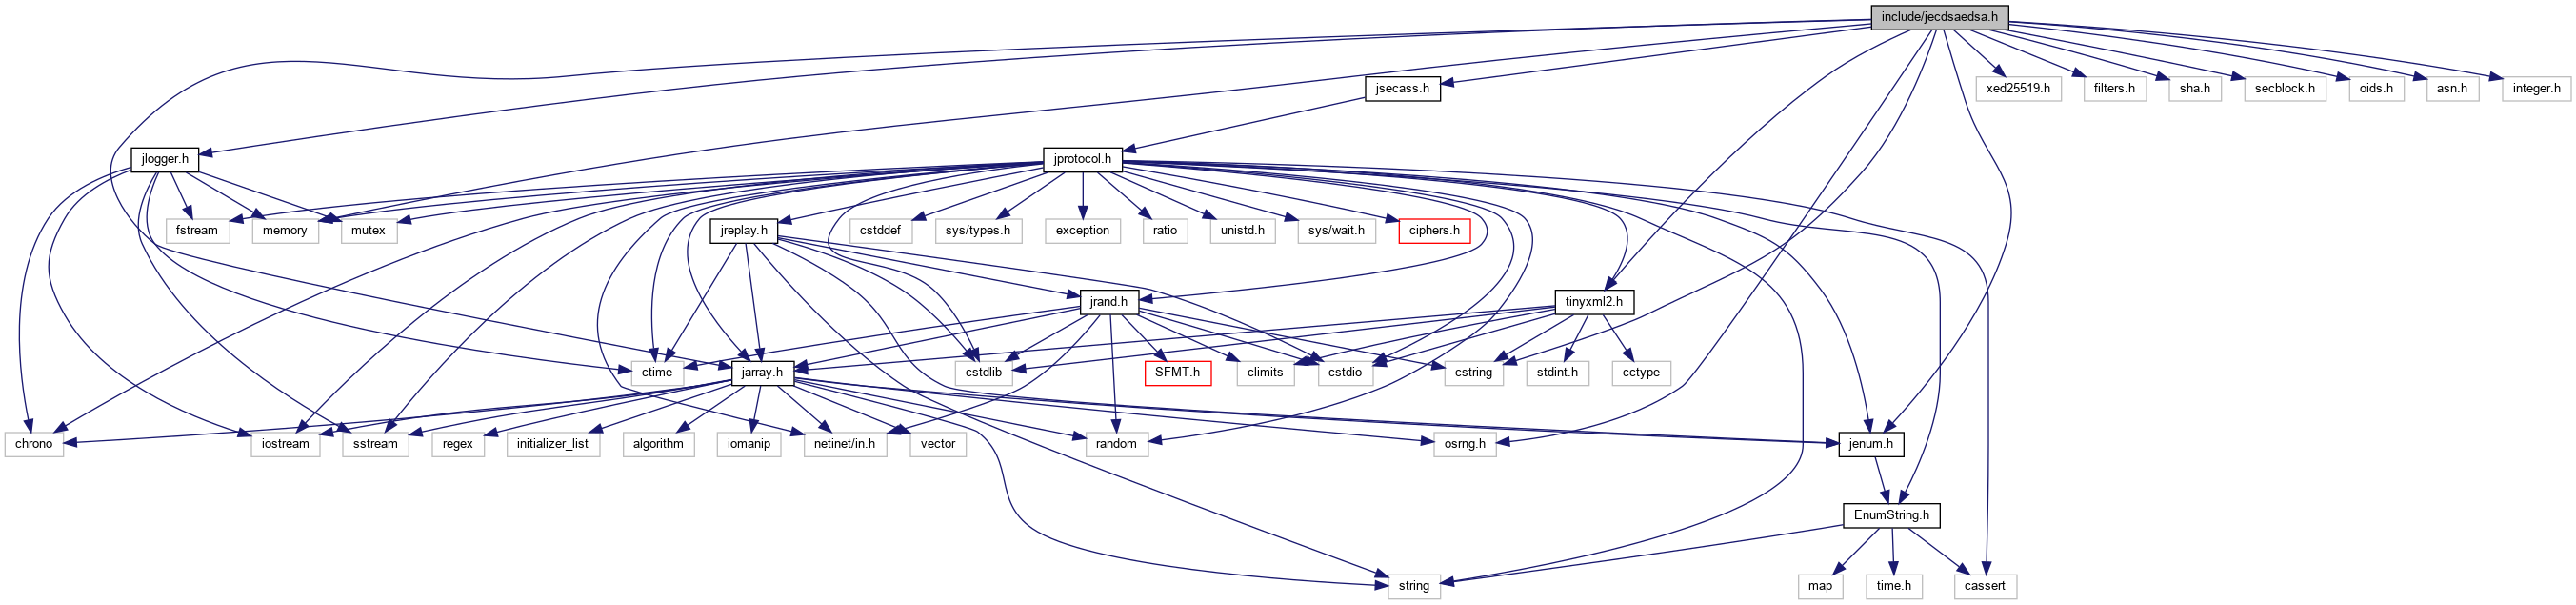 include/jecdsaedsa.h
jsecass.h
xed25519.h
filters.h
sha.h
secblock.h
oids.h
asn.h
integer.h
jlogger.h
jprotocol.h
fstream
memory
mutex
jreplay.h
cstddef
sys/types.h
exception
ratio
unistd.h
sys/wait.h
ciphers.h
jrand.h
tinyxml2.h
ctime
jarray.h
cstdlib
SFMT.h
climits
cstdio
cstring
stdint.h
cctype
chrono
iostream
sstream
regex
initializer_list
algorithm
iomanip
netinet/in.h
vector
random
osrng.h
jenum.h
EnumString.h
string
map
time.h
cassert